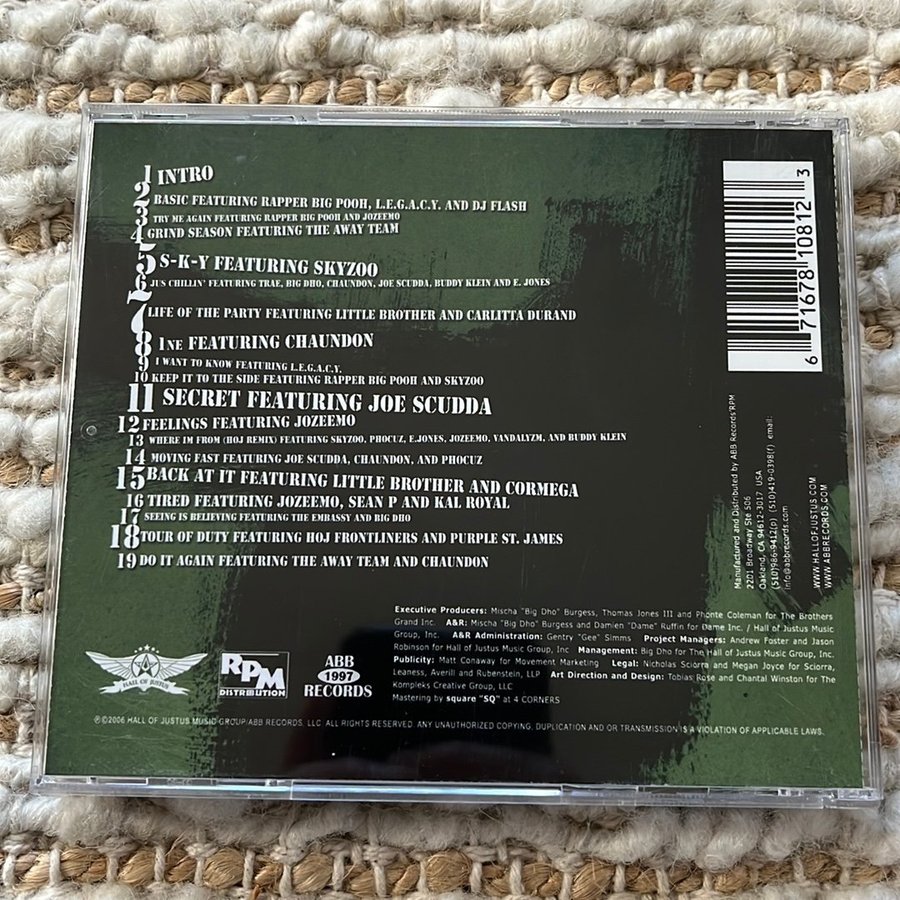 1 INTRO
2 BASIC FEATURING RAPPER BIG POOH, L.E.G.A.C.Y. AND DJ FLASH
3 TRY ME AGAIN FEATURING RAPPER BIG POOH AND JOZEEMO
4 GRIND SEASON FEATURING THE AWAY TEAM
5 S-K-Y FEATURING SKYZOO
6 JUS CHILLIN' FEATURING TRAE, BIG DHO, CHAUNDON, JOE SCUDDA, BUDDY KLEIN AND E. JONES
7 LIFE OF THE PARTY FEATURING LITTLE BROTHER AND CARLITTA DURAND
8 1NE FEATURING CHAUNDON
9 I WANT TO KNOW FEATURING L.E.G.A.C.Y.
10 KEEP IT TO THE SIDE FEATURING RAPPER BIG POOH AND SKYZOO
11 SECRET FEATURING JOE SCUDDA
12 FEELINGS FEATURING JOZEEMO
13 WHERE IM FROM (HOJ REMIX) FEATURING SKYZOO, PHOCUZ, E.JONES, JOZEEMO, VANDALYZM, AND BUDDY KLEIN
14 MOVING FAST FEATURING JOE SCUDDA, CHAUNDON, AND PHOCUZ
15 BACK AT IT FEATURING LITTLE BROTHER AND CORMEGA
16 TIRED FEATURING JOZEEMO, SEAN P AND KAL ROYAL
17 SEEING IS BELIEVING FEATURING THE EMBASSY AND BIG DHO
18 TOUR OF DUTY FEATURING HOJ FRONTLINERS AND PURPLE ST. JAMES
19 DO IT AGAIN FEATURING THE AWAY TEAM AND CHAUNDON
6 71678 10812 3
Manufactured and Distributed by ABB Records/RPM
2201 Broadway Ste 506
Oakland, CA 94612-3017 USA
(510)986-9412(p) (510)419-0398(f) email:
info@abbrecords.com
WWW.HALLOFJUSTUS.COM
WWW.ABBRECORDS.COM
Executive Producers: Mischa "Big Dho" Burgess, Thomas Jones III and Phonte Coleman for The Brothers
Grand Inc. A&R: Mischa "Big Dho" Burgess and Damien "Dame" Ruffin for Dame Inc. / Hall of Justus Music
Group, Inc. A&R Administration: Gentry "Gee" Simms Project Managers: Andrew Foster and Jason
Robinson for Hall of Justus Music Group, Inc. Management: Big Dho for The Hall of Justus Music Group, Inc.
Publicity: Matt Conaway for Movement Marketing Legal: Nicholas Sciorra and Megan Joyce for Sciorra,
Leaness, Averill and Rubenstein, LLP Art Direction and Design: Tobias Rose and Chantal Winston for The
Kompleks Creative Group, LLC
Mastering by square "SQ" at 4 CORNERS
HALL OF JUSTUS
RPM
DISTRIBUTION
ABB
1997
RECORDS
℗©2006 HALL OF JUSTUS MUSIC GROUP/ABB RECORDS, LLC. ALL RIGHTS RESERVED. ANY UNAUTHORIZED COPYING, DUPLICATION AND OR TRANSMISSION IS A VIOLATION OF APPLICABLE LAWS.